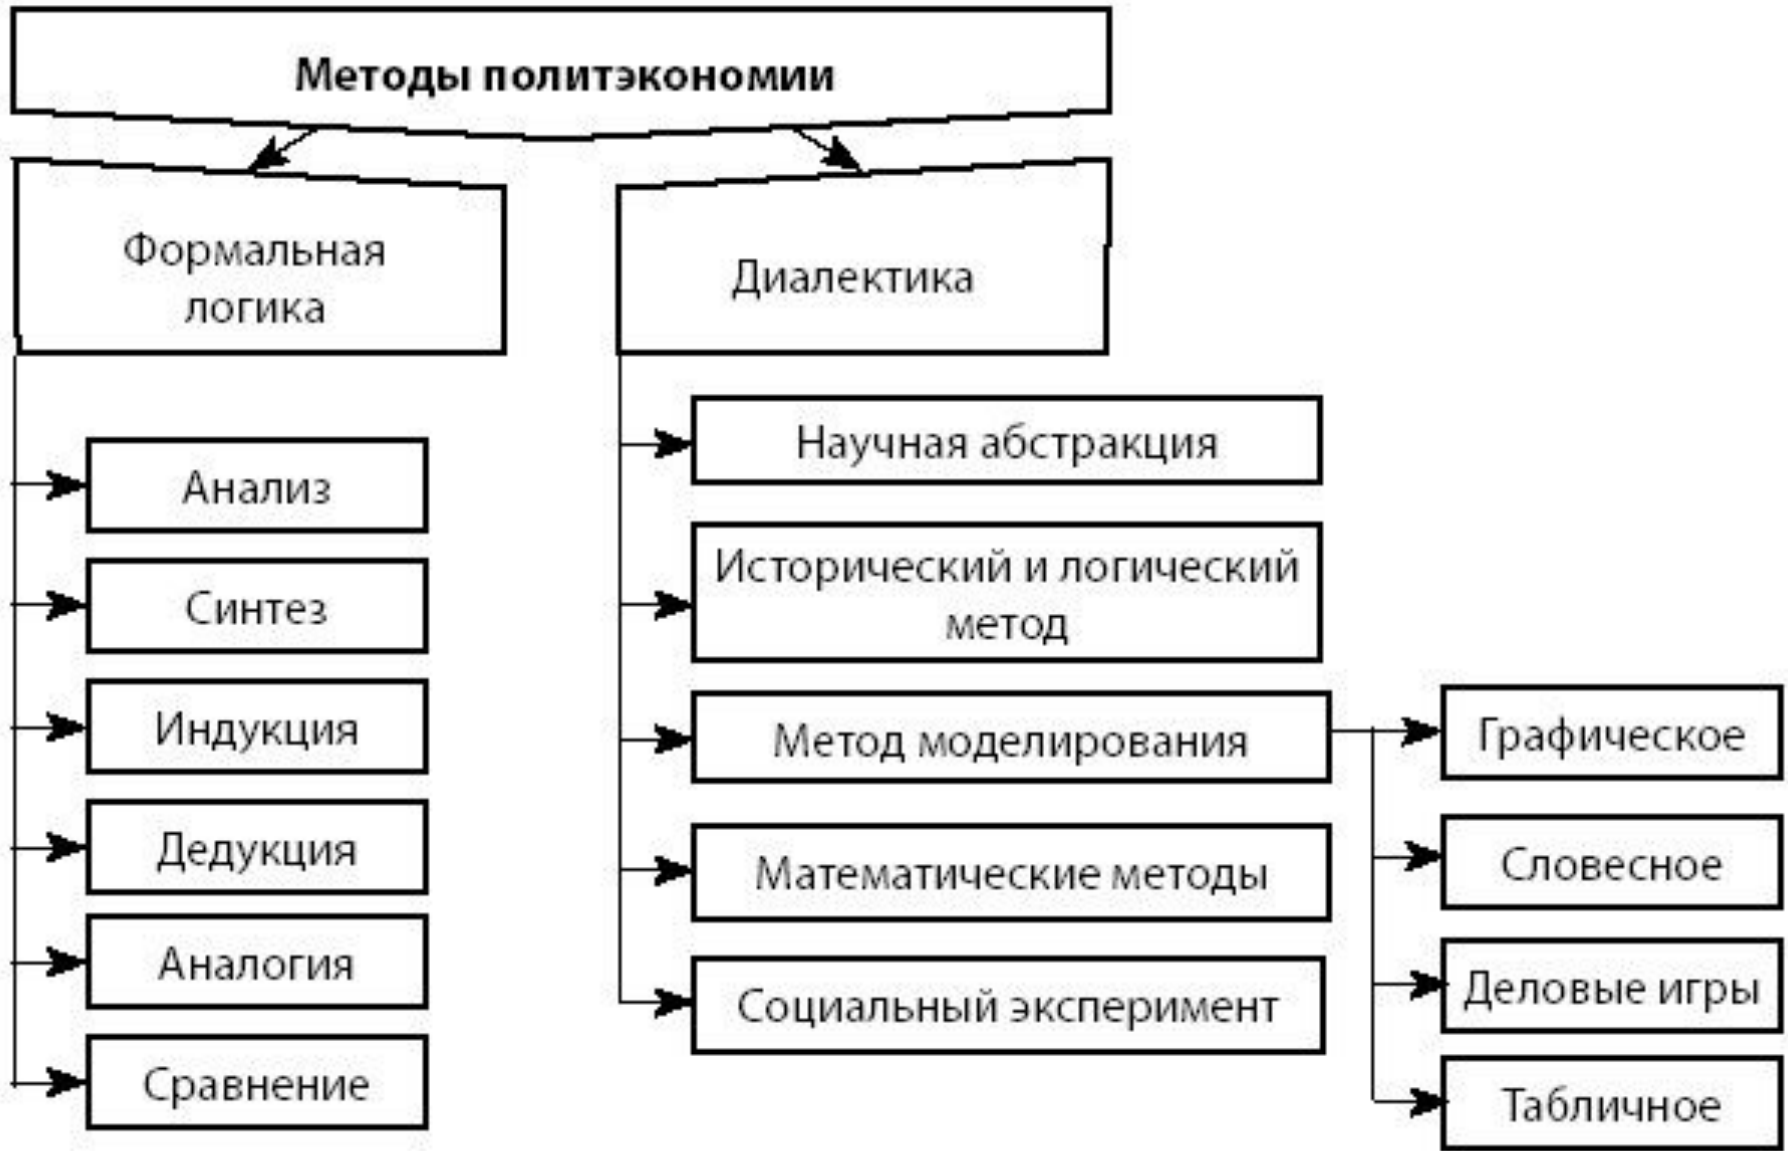 Методы политэкономии
Формальная
логика
Анализ
Синтез
Индукция
Дедукция
Аналогия
Сравнение
Диалектика
Научная абстракция
Исторический и логический
метод
Метод моделирования
Математические методы
Социальный эксперимент
Графическое
Словесное
Деловые игры
Табличное